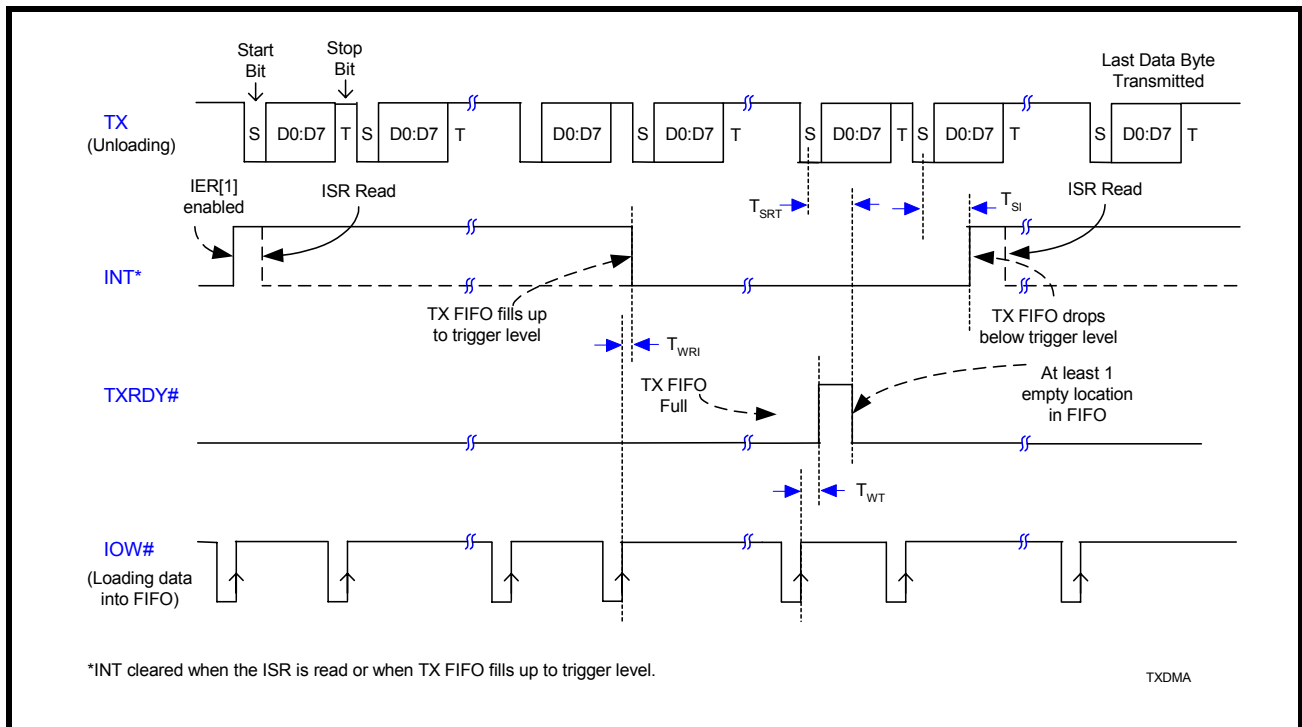 Start
Bit
Stop
Bit
Last Data Byte
Transmitted
TX
(Unloading)
S D0:D7 T S D0:D7 T D0:D7 S D0:D7 T S D0:D7 T S D0:D7 T S D0:D7 T
IER[1]
enabled
ISR Read
TSRT
TSI
ISR Read
INT*
TX FIFO fills up
to trigger level
TX FIFO drops
below trigger level
TWRI
TXRDY#
TX FIFO
Full
At least 1
empty location
in FIFO
TWT
IOW#
(Loading data
into FIFO)
*INT cleared when the ISR is read or when TX FIFO fills up to trigger level.
TXDMA